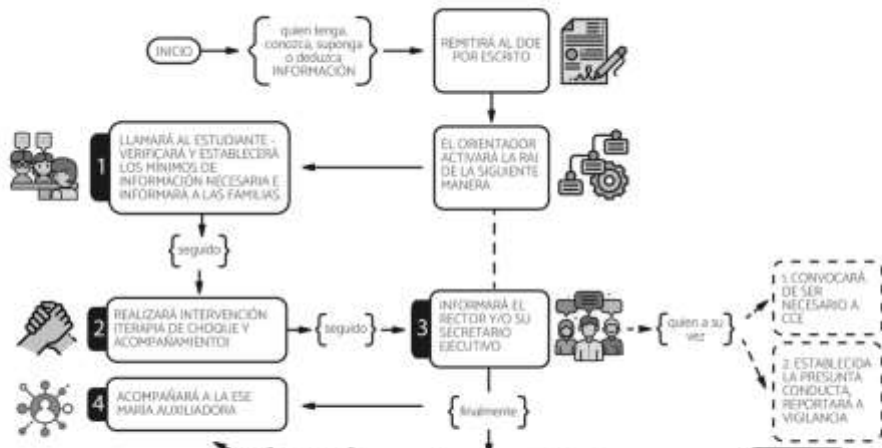 INICIO
quien tenga,
conozca, suponga
o deduzca
INFORMACIÓN
REMITIRÁ AL DOE
POR ESCRITO
EL ORIENTADOR
ACTIVARÁ LA RAI
DE LA SIGUIENTE
MANERA
1
LLAMARÁ AL ESTUDIANTE -
VERIFICARÁ Y ESTABLECERÁ
LOS MÍNIMOS DE
INFORMACIÓN NECESARIA E
INFORMARÁ A LAS FAMILIAS.
seguido
2
REALIZARÁ INTERVENCIÓN
(TERAPIA DE CHOQUE Y
ACOMPAÑAMIENTO)
seguido
3
INFORMARÁ EL
RECTOR Y/O SU
SECRETARIO
EJECUTIVO
quien a su
vez
1. CONVOCARÁ
DE SER
NECESARIO A
CCE
2. ESTABLECIDA
LA PRESUNTA
CONDUCTA,
REPORTARÁ A
VIGILANCIA
4
ACOMPAÑARÁ A LA ESE
MARÍA AUXILIADORA
finalmente